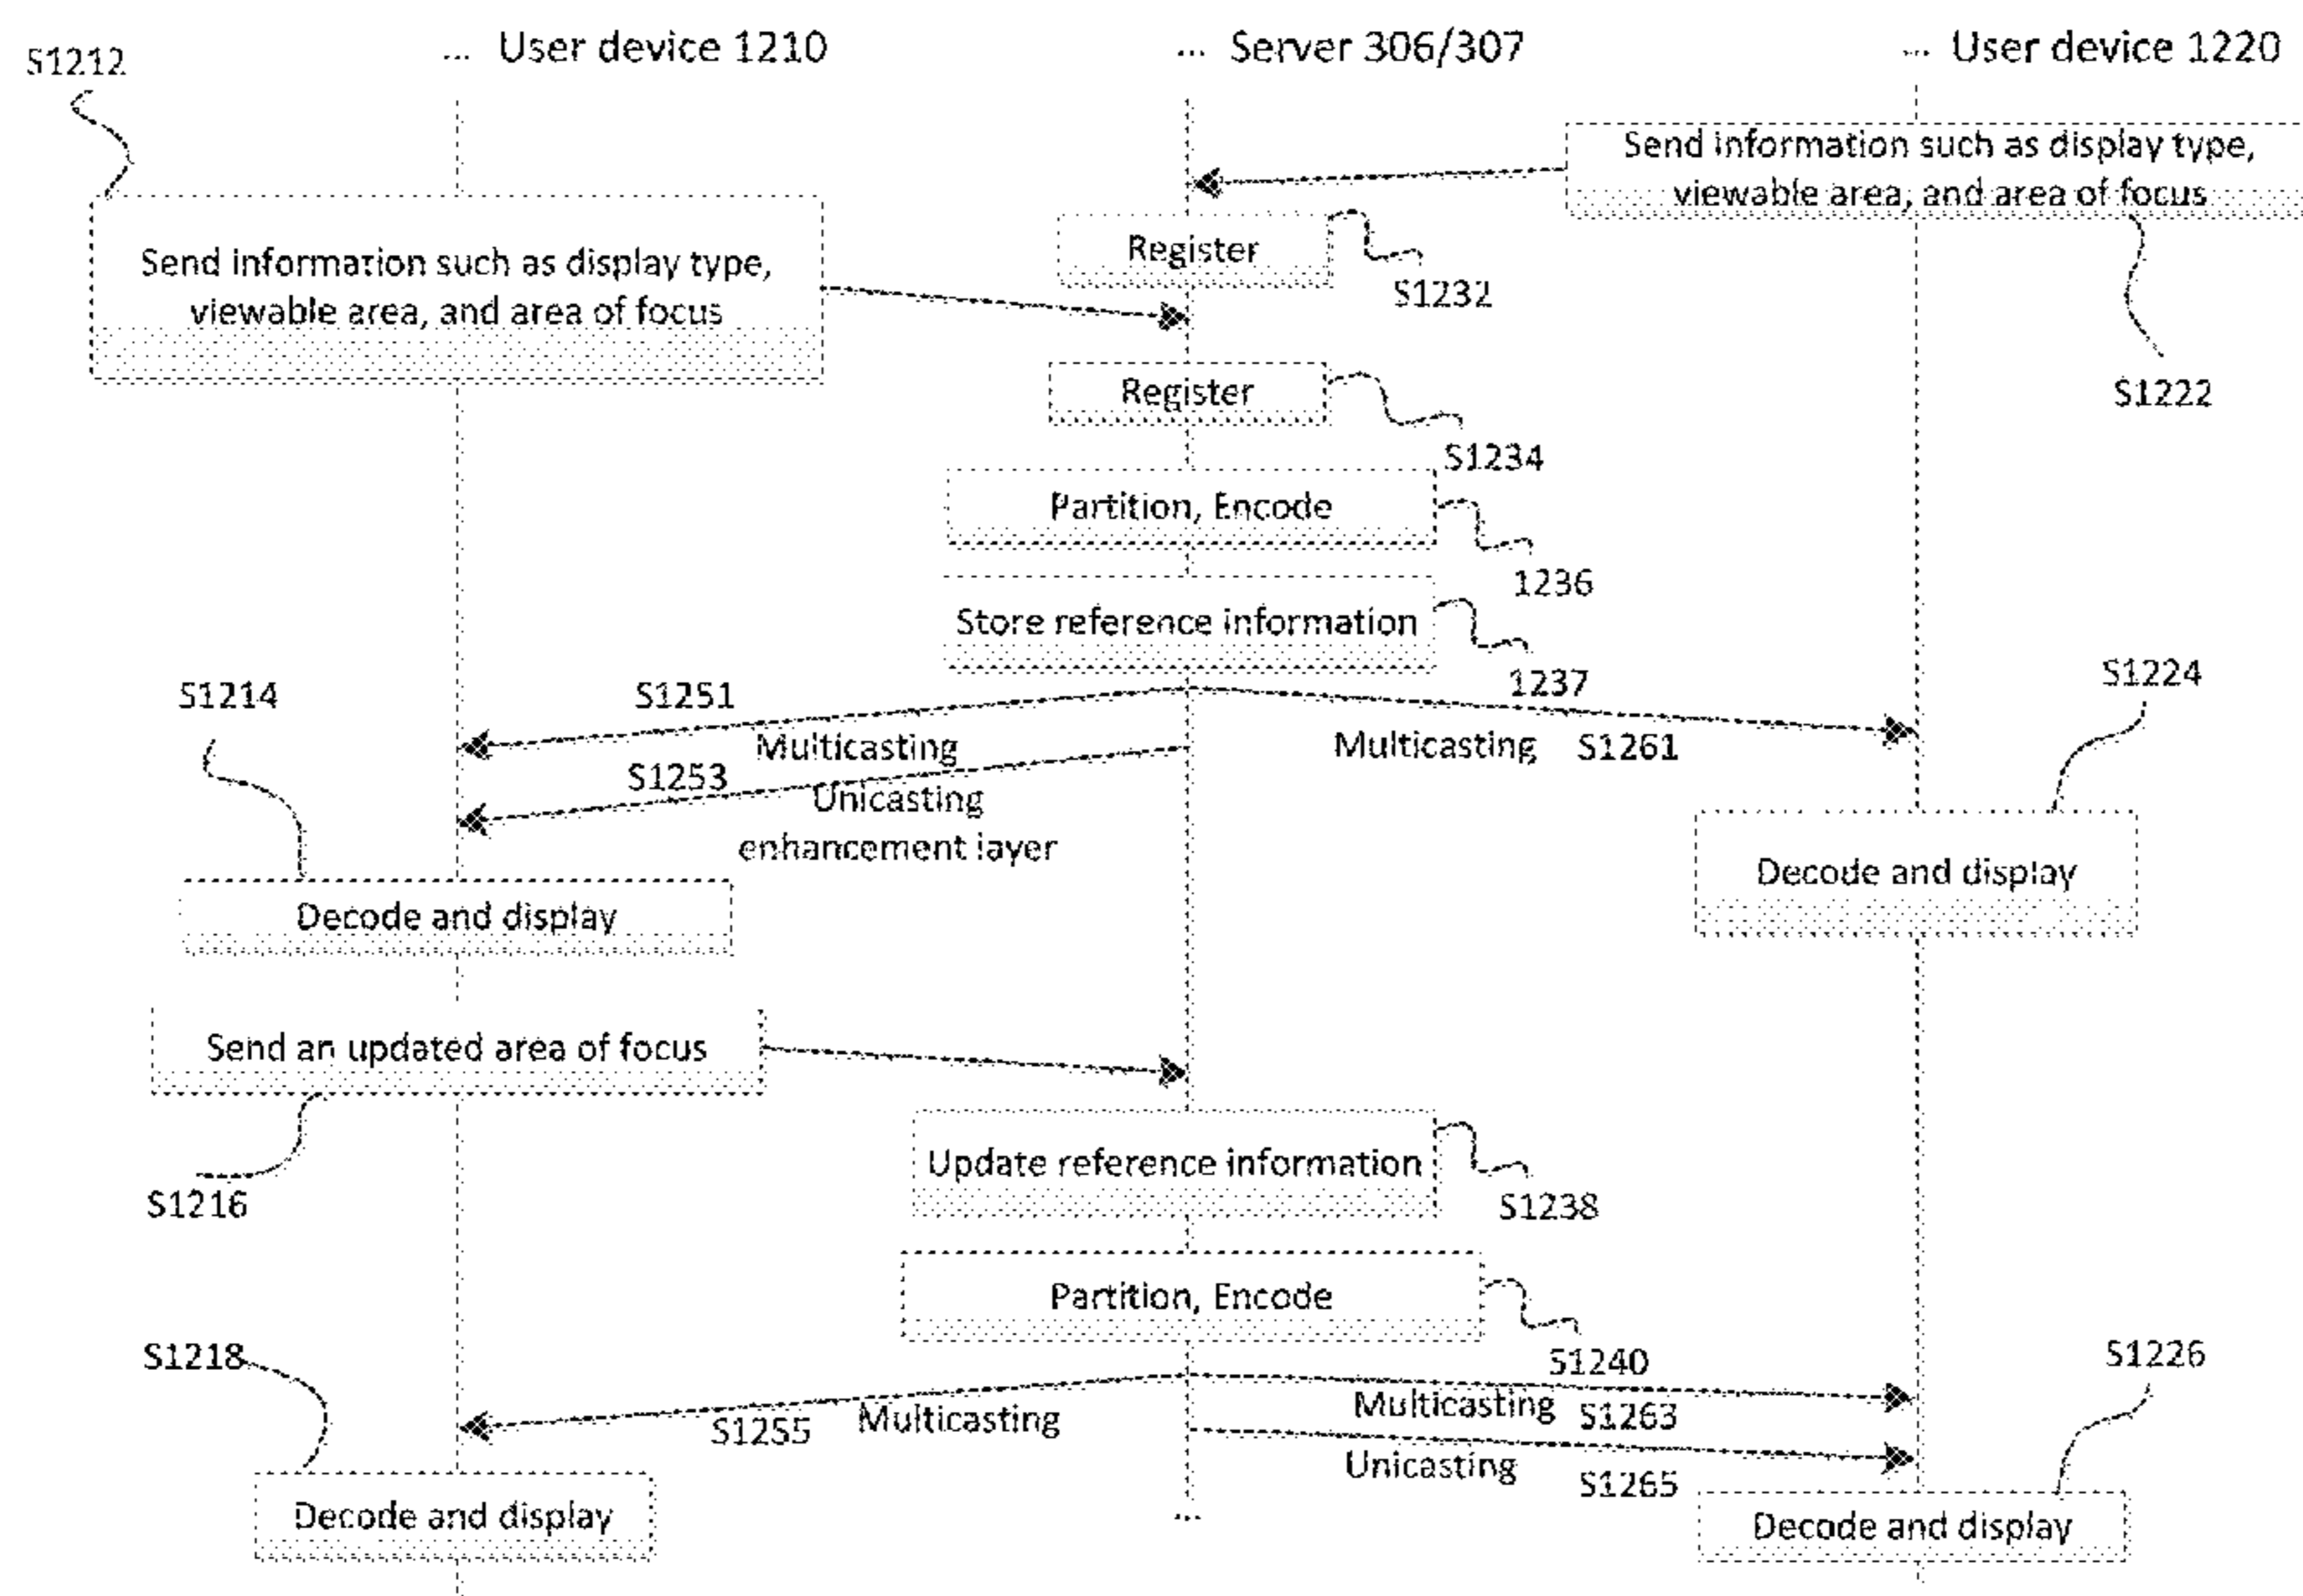 S1212
... User device 1210
... Server 306/307
... User device 1220
Send information such as display type,
viewable area, and area of focus
Register
S1232
Send information such as display type,
viewable area, and area of focus
S1222
Register
S1234
Partition, Encode
1236
Store reference information
1237
S1214
S1251
Multicasting
Multicasting
S1261
S1224
S1253
Unicasting
enhancement layer
Decode and display
Decode and display
Send an updated area of focus
S1216
Update reference information
S1238
Partition, Encode
S1240
S1218
S1226
S1255
Multicasting
Multicasting
S1263
Unicasting
S1265
Decode and display
...
Decode and display